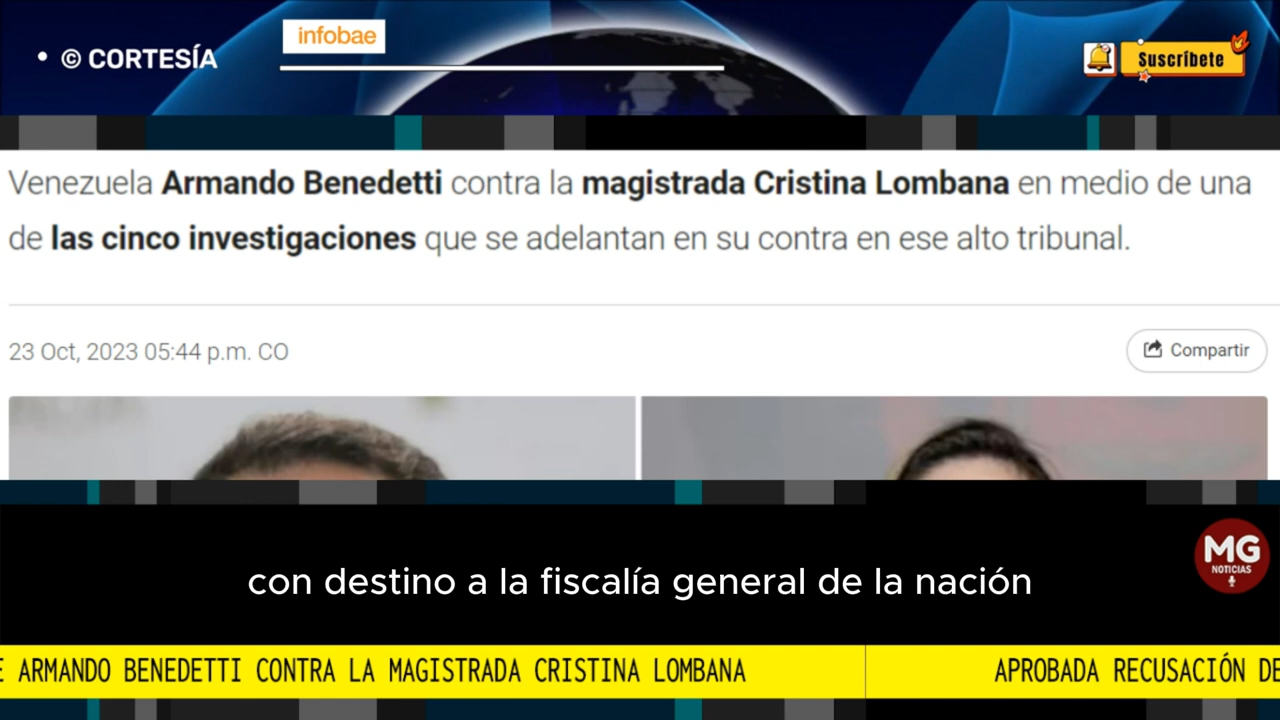 infobae
• © CORTESÍA
Suscríbete
Venezuela Armando Benedetti contra la magistrada Cristina Lombana en medio de una
de las cinco investigaciones que se adelantan en su contra en ese alto tribunal.
23 Oct, 2023 05:44 p.m. CO
Compartir
MG
NOTICIAS
con destino a la fiscalía general de la nación
E ARMANDO BENEDETTI CONTRA LA MAGISTRADA CRISTINA LOMBANA
APROBADA RECUSACIÓN DE